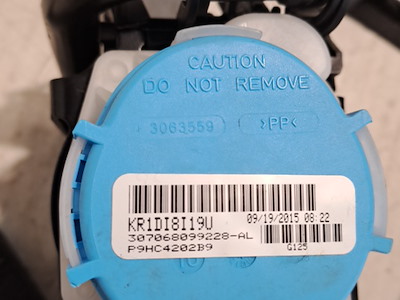 CAUTION
DO NOT REMOVE
3063559 >PP<
KR1DI8I19U 09/19/2015 08:22
307068099228-AL
P9HC4202B9 G125